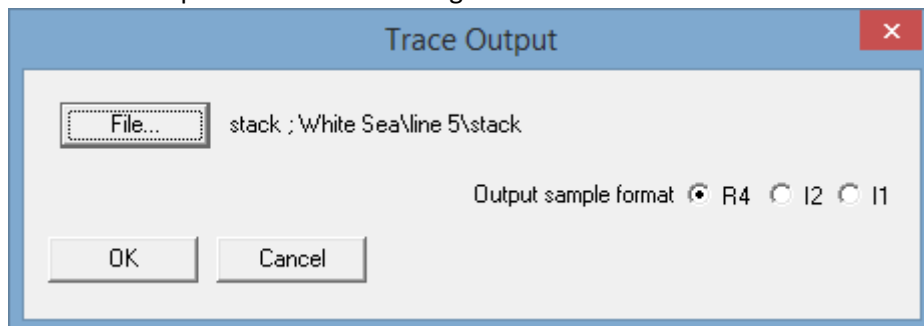 Trace Output
File... stack ; White Sea\line 5\stack
Output sample format R4 I2 I1
OK Cancel